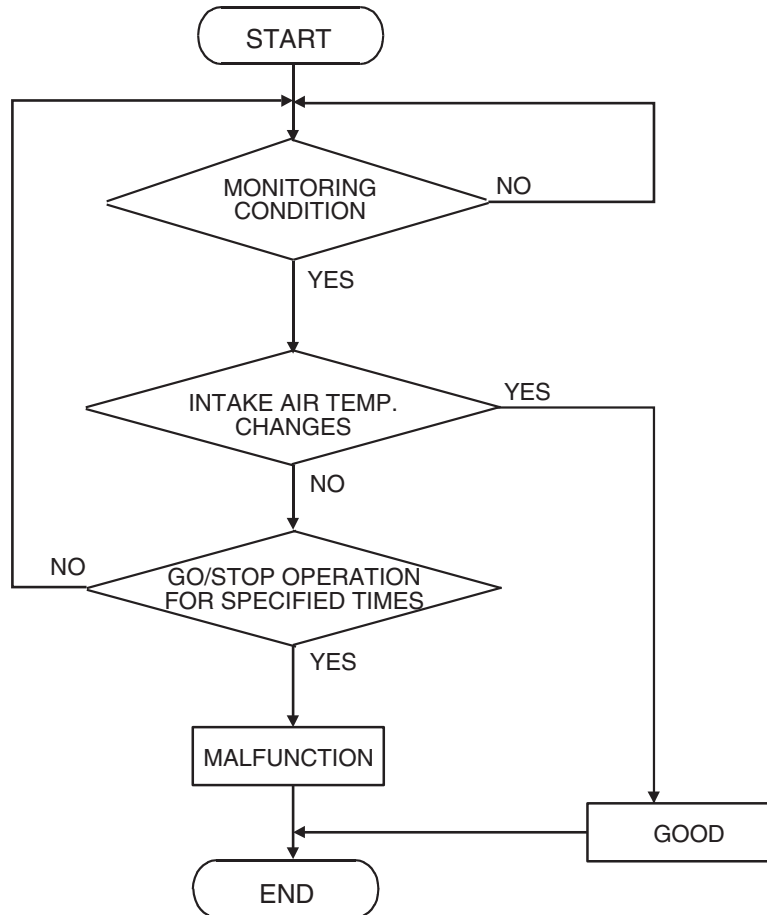 START
MONITORING
CONDITION
NO
YES
INTAKE AIR TEMP.
CHANGES
YES
NO
GO/STOP OPERATION
FOR SPECIFIED TIMES
NO
YES
MALFUNCTION
GOOD
END